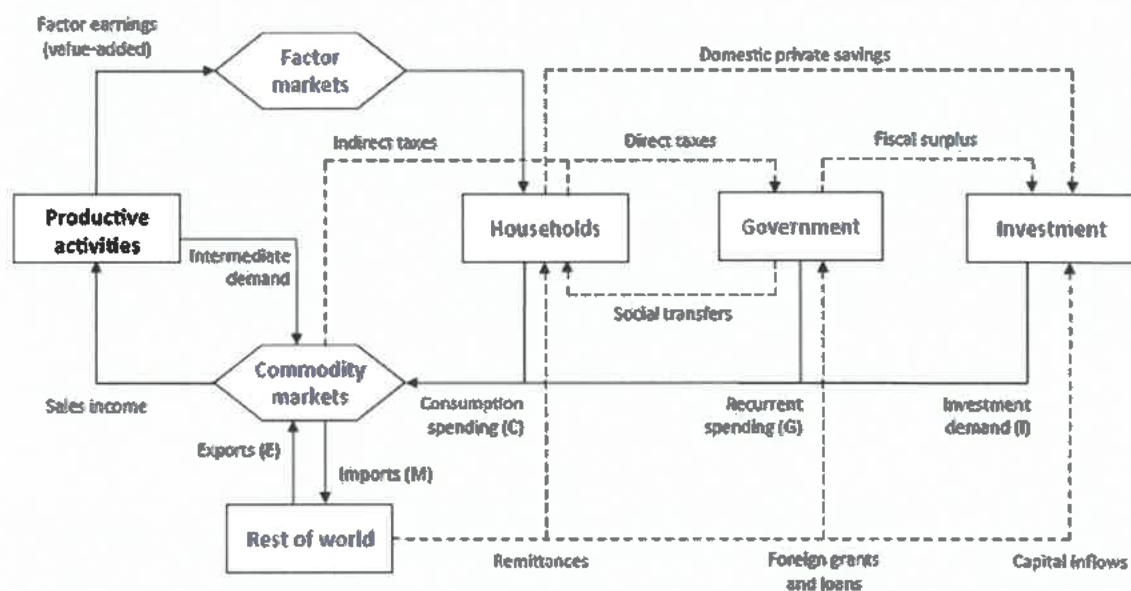 Factor earnings
(value-added)
Factor
markets
Domestic private savings
Indirect taxes
Direct taxes
Fiscal surplus
Productive
activities
Households
Government
Investment
Intermediate
demand
Social transfers
Commodity
markets
Sales income
Consumption
spending (C)
Recurrent
spending (G)
Investment
demand (I)
Exports (E)
Imports (M)
Rest of world
Remittances
Foreign grants
and loans
Capital inflows